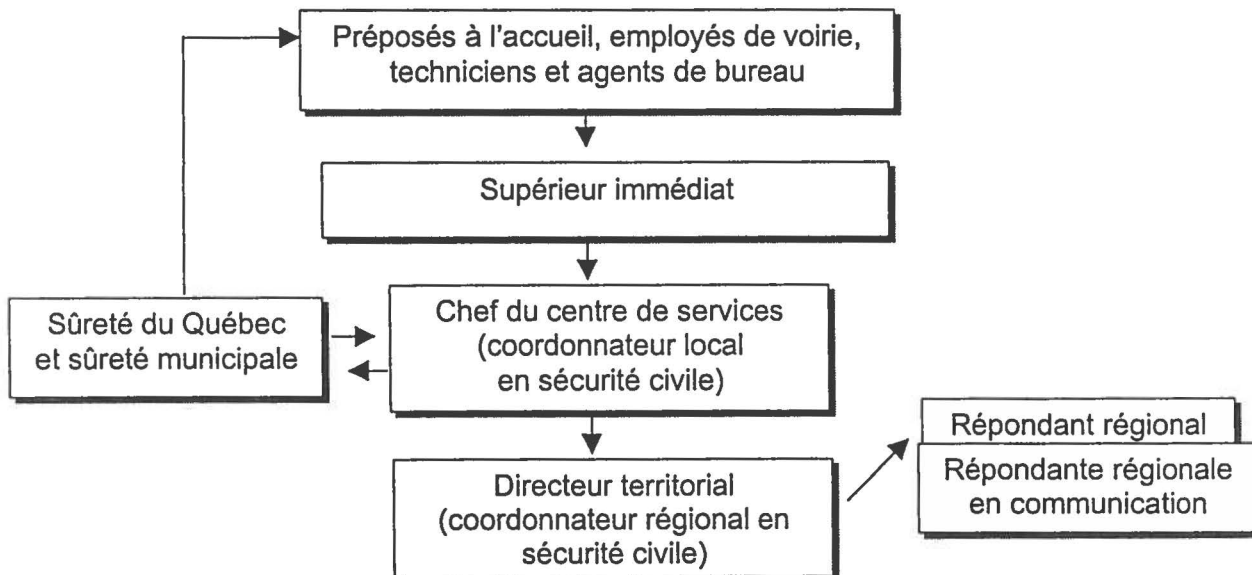 Préposés à l'accueil, employés de voirie,
techniciens et agents de bureau
Supérieur immédiat
Sûreté du Québec
et sûreté municipale
Chef du centre de services
(coordonnateur local
en sécurité civile)
Directeur territorial
(coordonnateur régional en
sécurité civile)
Répondant régional
Répondante régionale
en communication